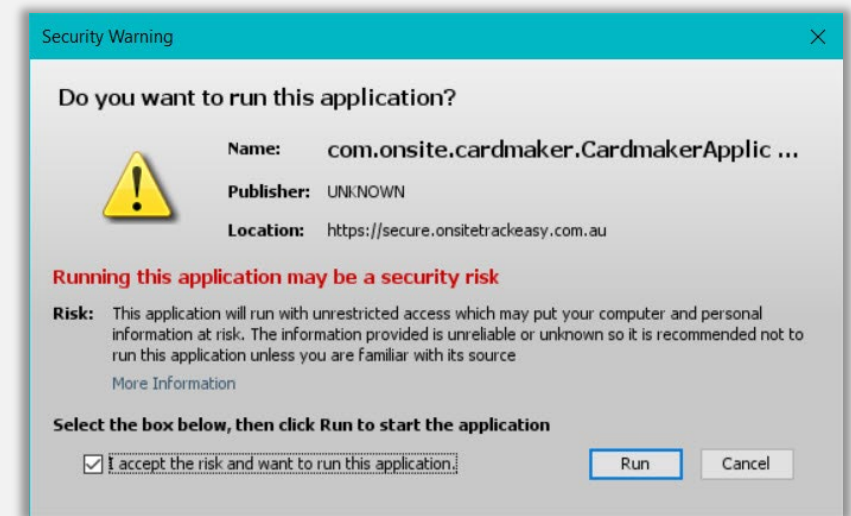 Security Warning
Do you want to run this application?
Name: com.onsite.cardmaker.CardmakerApplic ...
Publisher: UNKNOWN
Location: https://secure.onsitetrackeasy.com.au
Running this application may be a security risk
Risk: This application will run with unrestricted access which may put your computer and personal
information at risk. The information provided is unreliable or unknown so it is recommended not to
run this application unless you are familiar with its source
More Information
Select the box below, then click Run to start the application
I accept the risk and want to run this application.
Run Cancel